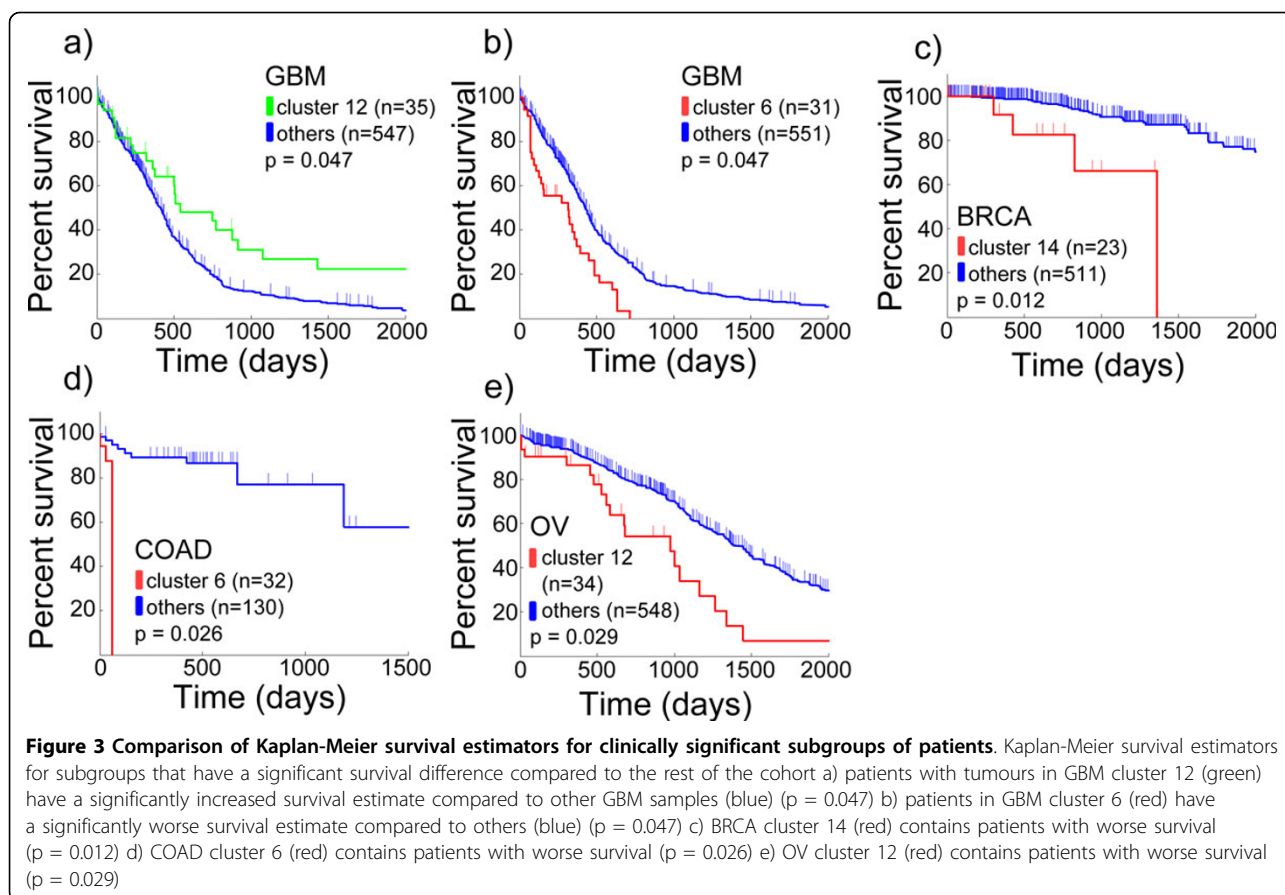 a)
GBM
cluster 12 (n=35)
others (n=547)
p = 0.047
Percent survival
100
80
60
40
20
0 500 1000 1500 2000
Time (days)
b)
GBM
cluster 6 (n=31)
others (n=551)
p = 0.047
Percent survival
100
80
60
40
20
0 500 1000 1500 2000
Time (days)
c)
Percent survival
100
80
60
40
20
BRCA
cluster 14 (n=23)
others (n=511)
p = 0.012
0 500 1000 1500 2000
Time (days)
d)
Percent survival
100
80
60
40
20
COAD
cluster 6 (n=32)
others (n=130)
p = 0.026
0 500 1000 1500
Time (days)
e)
Percent survival
100
80
60
40
20
OV
cluster 12
(n=34)
others (n=548)
p = 0.029
0 500 1000 1500 2000
Time (days)
Figure 3 Comparison of Kaplan-Meier survival estimators for clinically significant subgroups of patients. Kaplan-Meier survival estimators
for subgroups that have a significant survival difference compared to the rest of the cohort a) patients with tumours in GBM cluster 12 (green)
have a significantly increased survival estimate compared to other GBM samples (blue) (p = 0.047) b) patients in GBM cluster 6 (red) have
a significantly worse survival estimate compared to others (blue) (p = 0.047) c) BRCA cluster 14 (red) contains patients with worse survival
(p = 0.012) d) COAD cluster 6 (red) contains patients with worse survival (p = 0.026) e) OV cluster 12 (red) contains patients with worse survival
(p = 0.029)